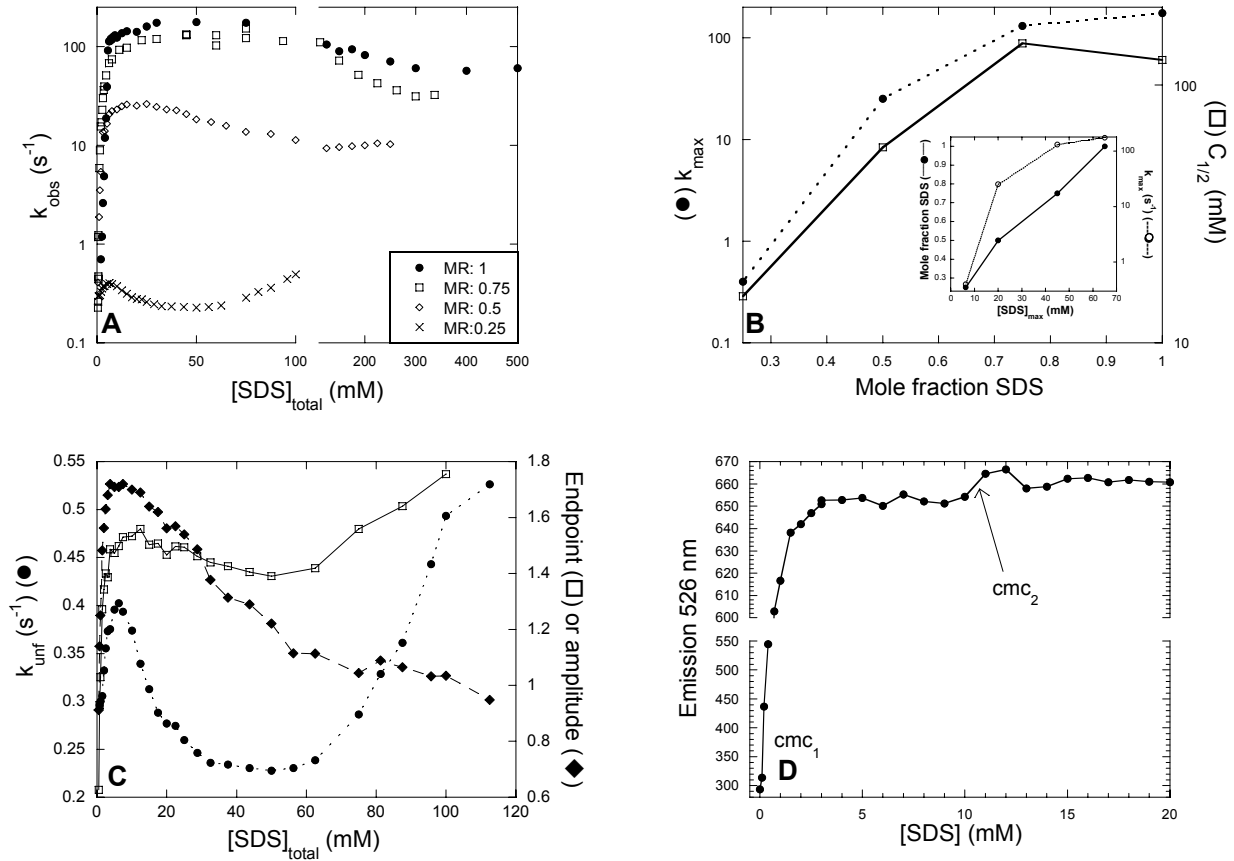 A
k_obs (s⁻¹)
100
10
1
0.1
0 50 100 200 300 400 500
[SDS]_total (mM)
● MR: 1
□ MR: 0.75
◇ MR: 0.5
× MR:0.25
B
(●) k_max
100
10
1
0.1
0.3 0.4 0.5 0.6 0.7 0.8 0.9 1
Mole fraction SDS
100
10
(□) C_1/2 (mM)
Mole fraction SDS (—●—)
1
0.9
0.8
0.7
0.6
0.5
0.4
0.3
0 10 20 30 40 50 60 70
[SDS]_max (mM)
100
10
1
k_max (s⁻¹) (---○---)
C
k_unf (s⁻¹) (●)
0.55
0.5
0.45
0.4
0.35
0.3
0.25
0.2
0 20 40 60 80 100 120
[SDS]_total (mM)
1.8
1.6
1.4
1.2
1
0.8
0.6
Endpoint (□) or amplitude (◆)
D
Emission 526 nm
670
660
650
640
630
620
610
600
550
500
450
400
350
300
cmc₁
cmc₂
0 5 10 15 20
[SDS] (mM)